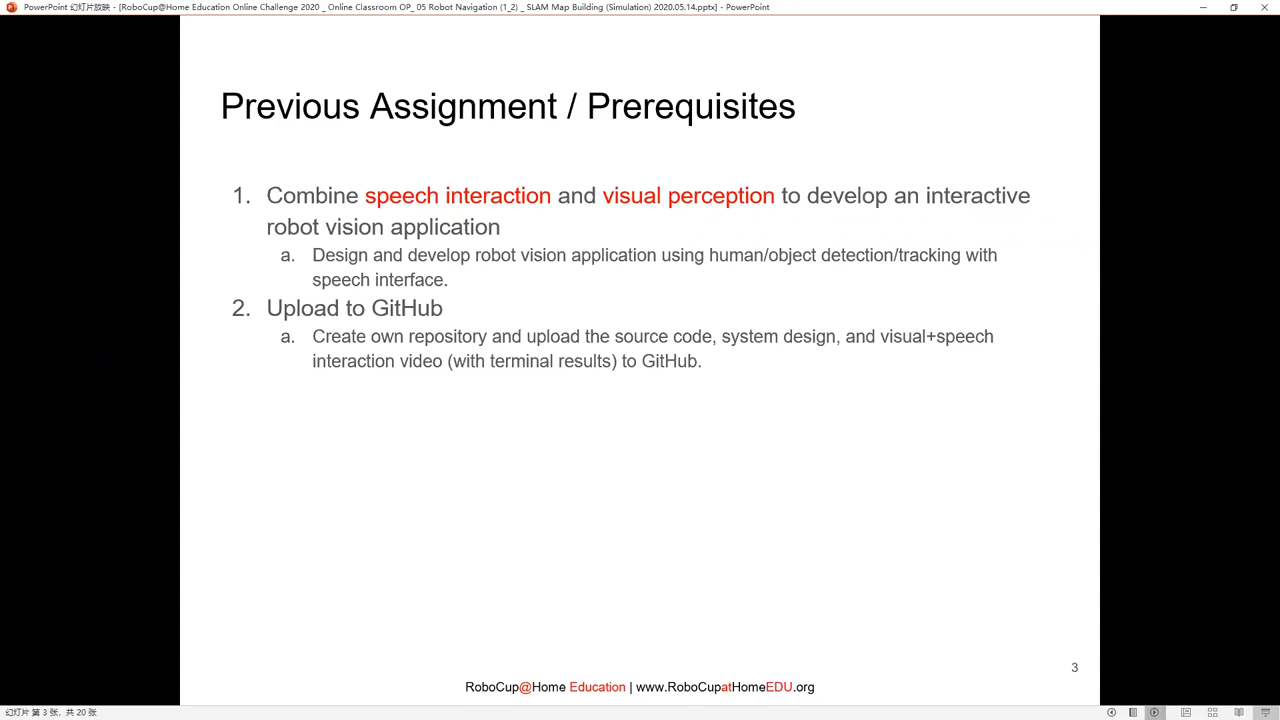 PowerPoint 幻灯片放映 - [RoboCup@Home Education Online Challenge 2020 _ Online Classroom OP_ 05 Robot Navigation (1_2) _ SLAM Map Building (Simulation) 2020.05.14.pptx] - PowerPoint
Previous Assignment / Prerequisites
1. Combine speech interaction and visual perception to develop an interactive
robot vision application
a. Design and develop robot vision application using human/object detection/tracking with
speech interface.
2. Upload to GitHub
a. Create own repository and upload the source code, system design, and visual+speech
interaction video (with terminal results) to GitHub.
3
RoboCup@Home Education | www.RoboCupatHomeEDU.org
幻灯片 第 3 张，共 20 张